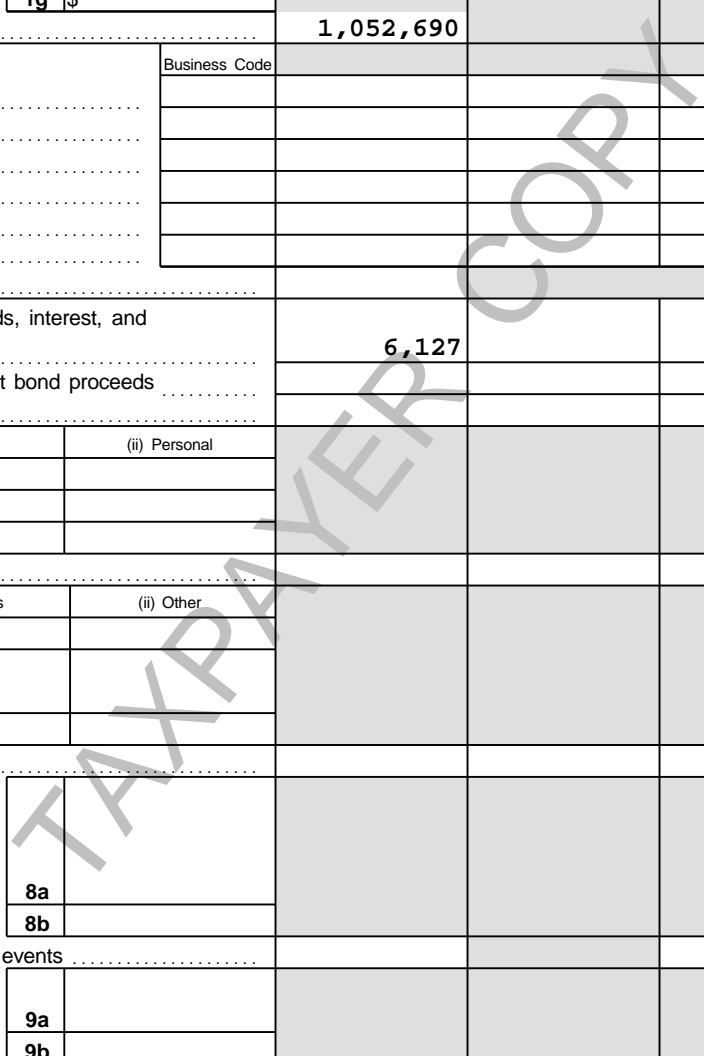 1g $
1,052,690
Business Code
ds, interest, and
6,127
t bond proceeds
(ii) Personal
s (ii) Other
8a
8b
events
9a
9b
TAXPAYER COPY